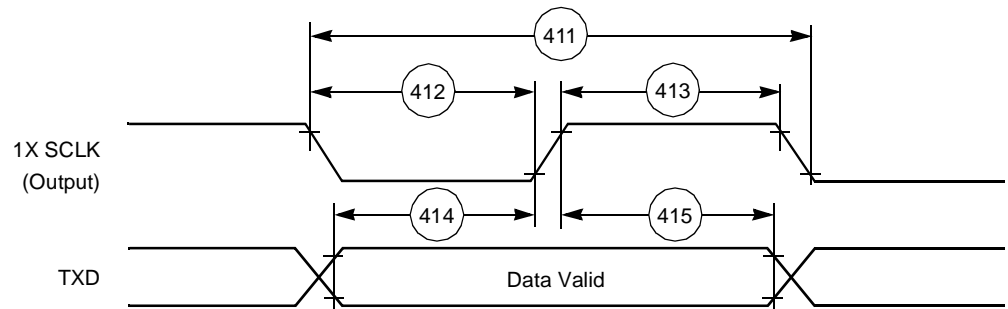 411
412
413
1X SCLK
(Output)
414
415
TXD
Data Valid